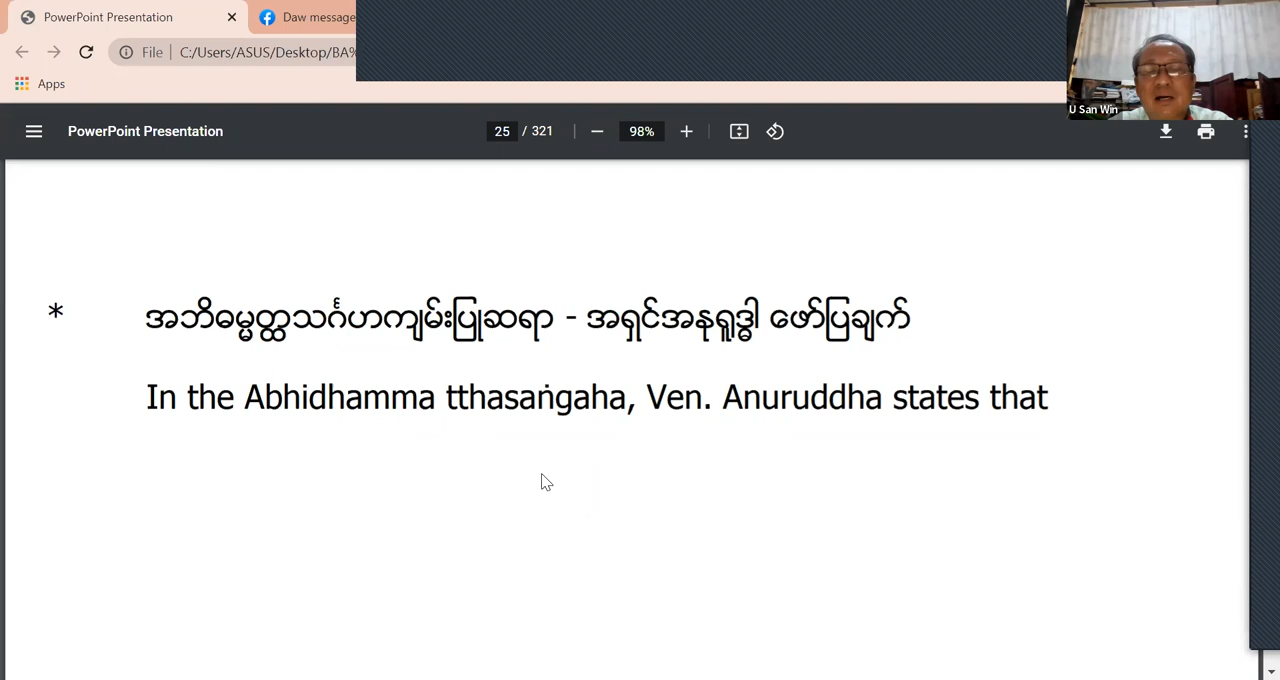 PowerPoint Presentation
Daw message
File
C:/Users/ASUS/Desktop/BA%
Apps
U San Win
PowerPoint Presentation
25 / 321
98%
* အဘိဓမ္မတ္ထသင်္ဂဟကျမ်းပြုဆရာ - အရှင်အနုရုဒ္ဓါ ဖော်ပြချက်
In the Abhidhamma tthasaṅgaha, Ven. Anuruddha states that